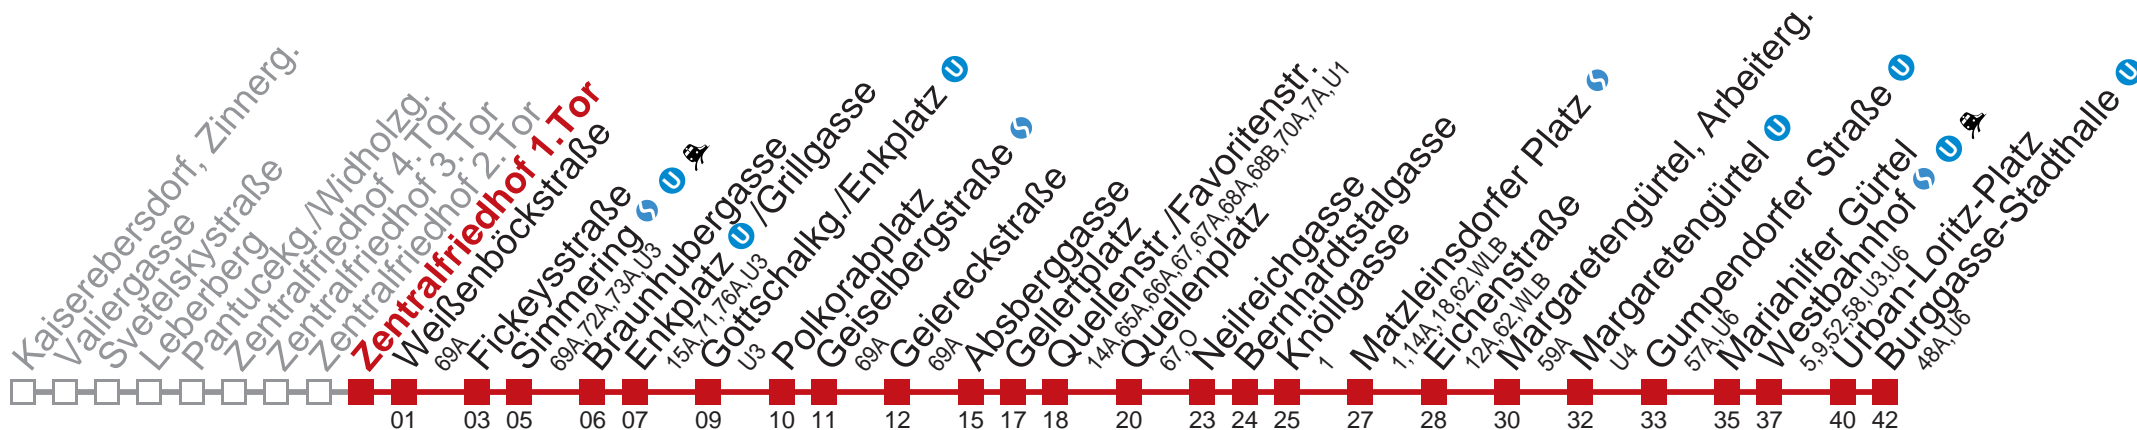 Kaiserebersdorf, Zinnerg.
Valiergasse
Svetelskystraße
Leberberg
Pantucekg./Widholzg.
Zentralfriedhof 4. Tor
Zentralfriedhof 3. Tor
Zentralfriedhof 2. Tor
Zentralfriedhof 1. Tor
Weißenböckstraße
69A
Fickeysstraße
Simmering S U
69A, 72A, 73A, U3
Braunhubergasse
Enkplatz U /Grillgasse
15A, 71, 76A, U3
Gottschalkg./Enkplatz U
U3
Polkorabplatz
Geiselbergstraße S
69A
Geiereckstraße
69A
Absberggasse
Gellertplatz
Quellenstr./Favoritenstr.
14A, 65A, 66A, 67, 67A, 68A, 68B, 70A, 7A, U1
Quellenplatz
67, O
Neilreichgasse
Bernhardtstalgasse
Knöllgasse
1
Matzleinsdorfer Platz S
1, 14A, 18, 62, WLB
Eichenstraße
12A, 62, WLB
Margaretengürtel, Arbeiterg.
59A
Margaretengürtel U
U4
Gumpendorfer Straße U
57A, U6
Mariahilfer Gürtel
Westbahnhof S U
5, 9, 52, 58, U3, U6
Urban-Loritz-Platz
Burggasse-Stadthalle U
48A, U6
01 03 05 06 07 09 10 11 12 15 17 18 20 23 24 25 27 28 30 32 33 35 37 40 42